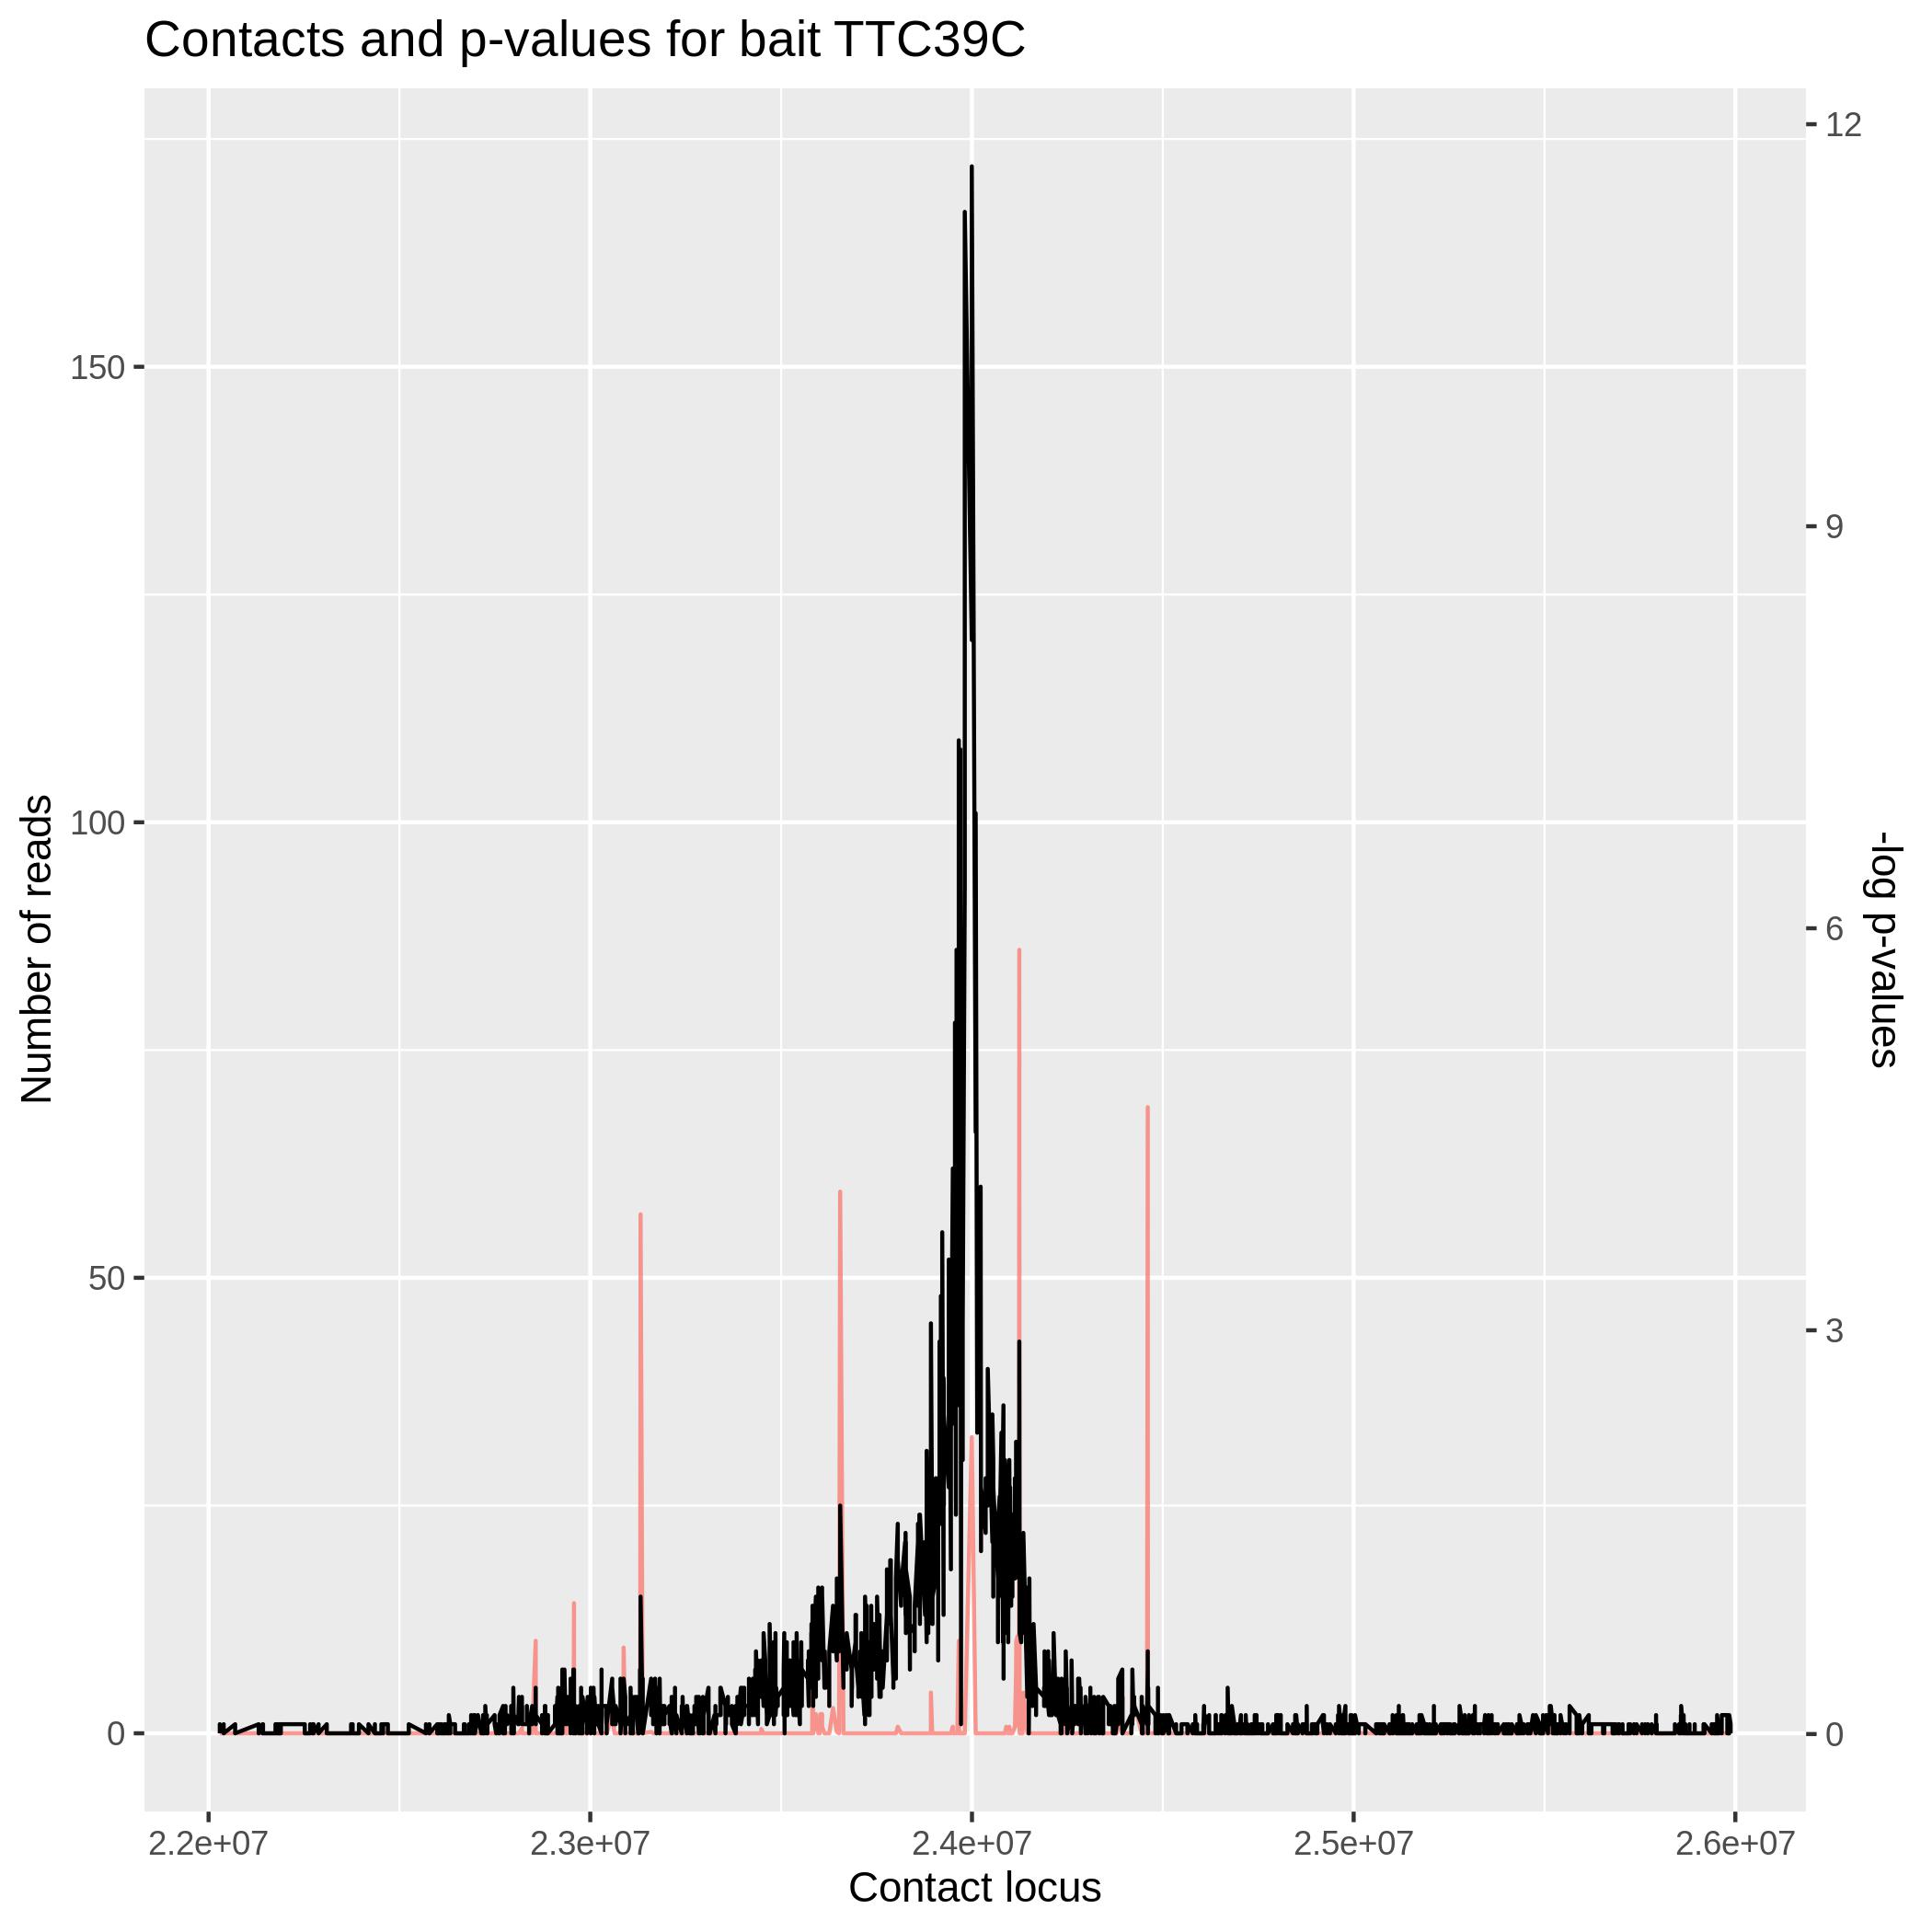 Contacts and p-values for bait TTC39C
Number of reads
150
100
50
0
12
9
6
3
0
-log p-values
2.2e+07 2.3e+07 2.4e+07 2.5e+07 2.6e+07
Contact locus